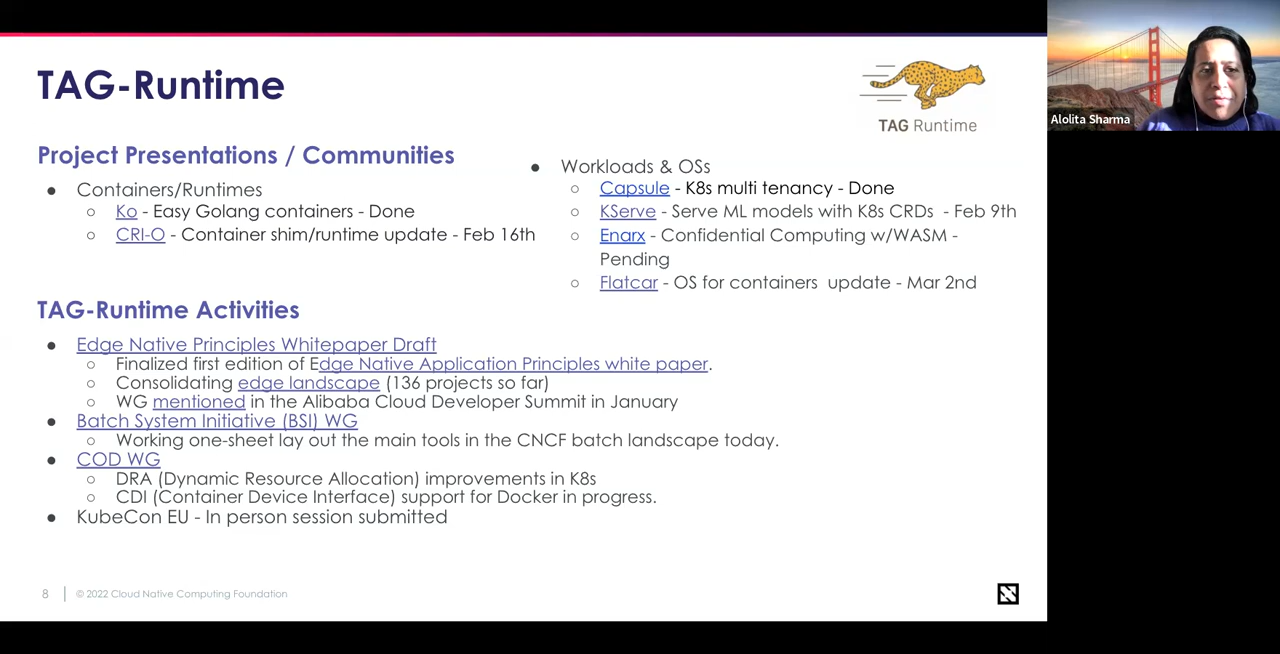 TAG-Runtime
TAG Runtime
Alolita Sharma
Project Presentations / Communities
● Containers/Runtimes
○ Ko - Easy Golang containers - Done
○ CRI-O - Container shim/runtime update - Feb 16th
● Workloads & OSs
○ Capsule - K8s multi tenancy - Done
○ KServe - Serve ML models with K8s CRDs - Feb 9th
○ Enarx - Confidential Computing w/WASM -
Pending
○ Flatcar - OS for containers update - Mar 2nd
TAG-Runtime Activities
● Edge Native Principles Whitepaper Draft
○ Finalized first edition of Edge Native Application Principles white paper.
○ Consolidating edge landscape (136 projects so far)
○ WG mentioned in the Alibaba Cloud Developer Summit in January
● Batch System Initiative (BSI) WG
○ Working one-sheet lay out the main tools in the CNCF batch landscape today.
● COD WG
○ DRA (Dynamic Resource Allocation) improvements in K8s
○ CDI (Container Device Interface) support for Docker in progress.
● KubeCon EU - In person session submitted
8
© 2022 Cloud Native Computing Foundation